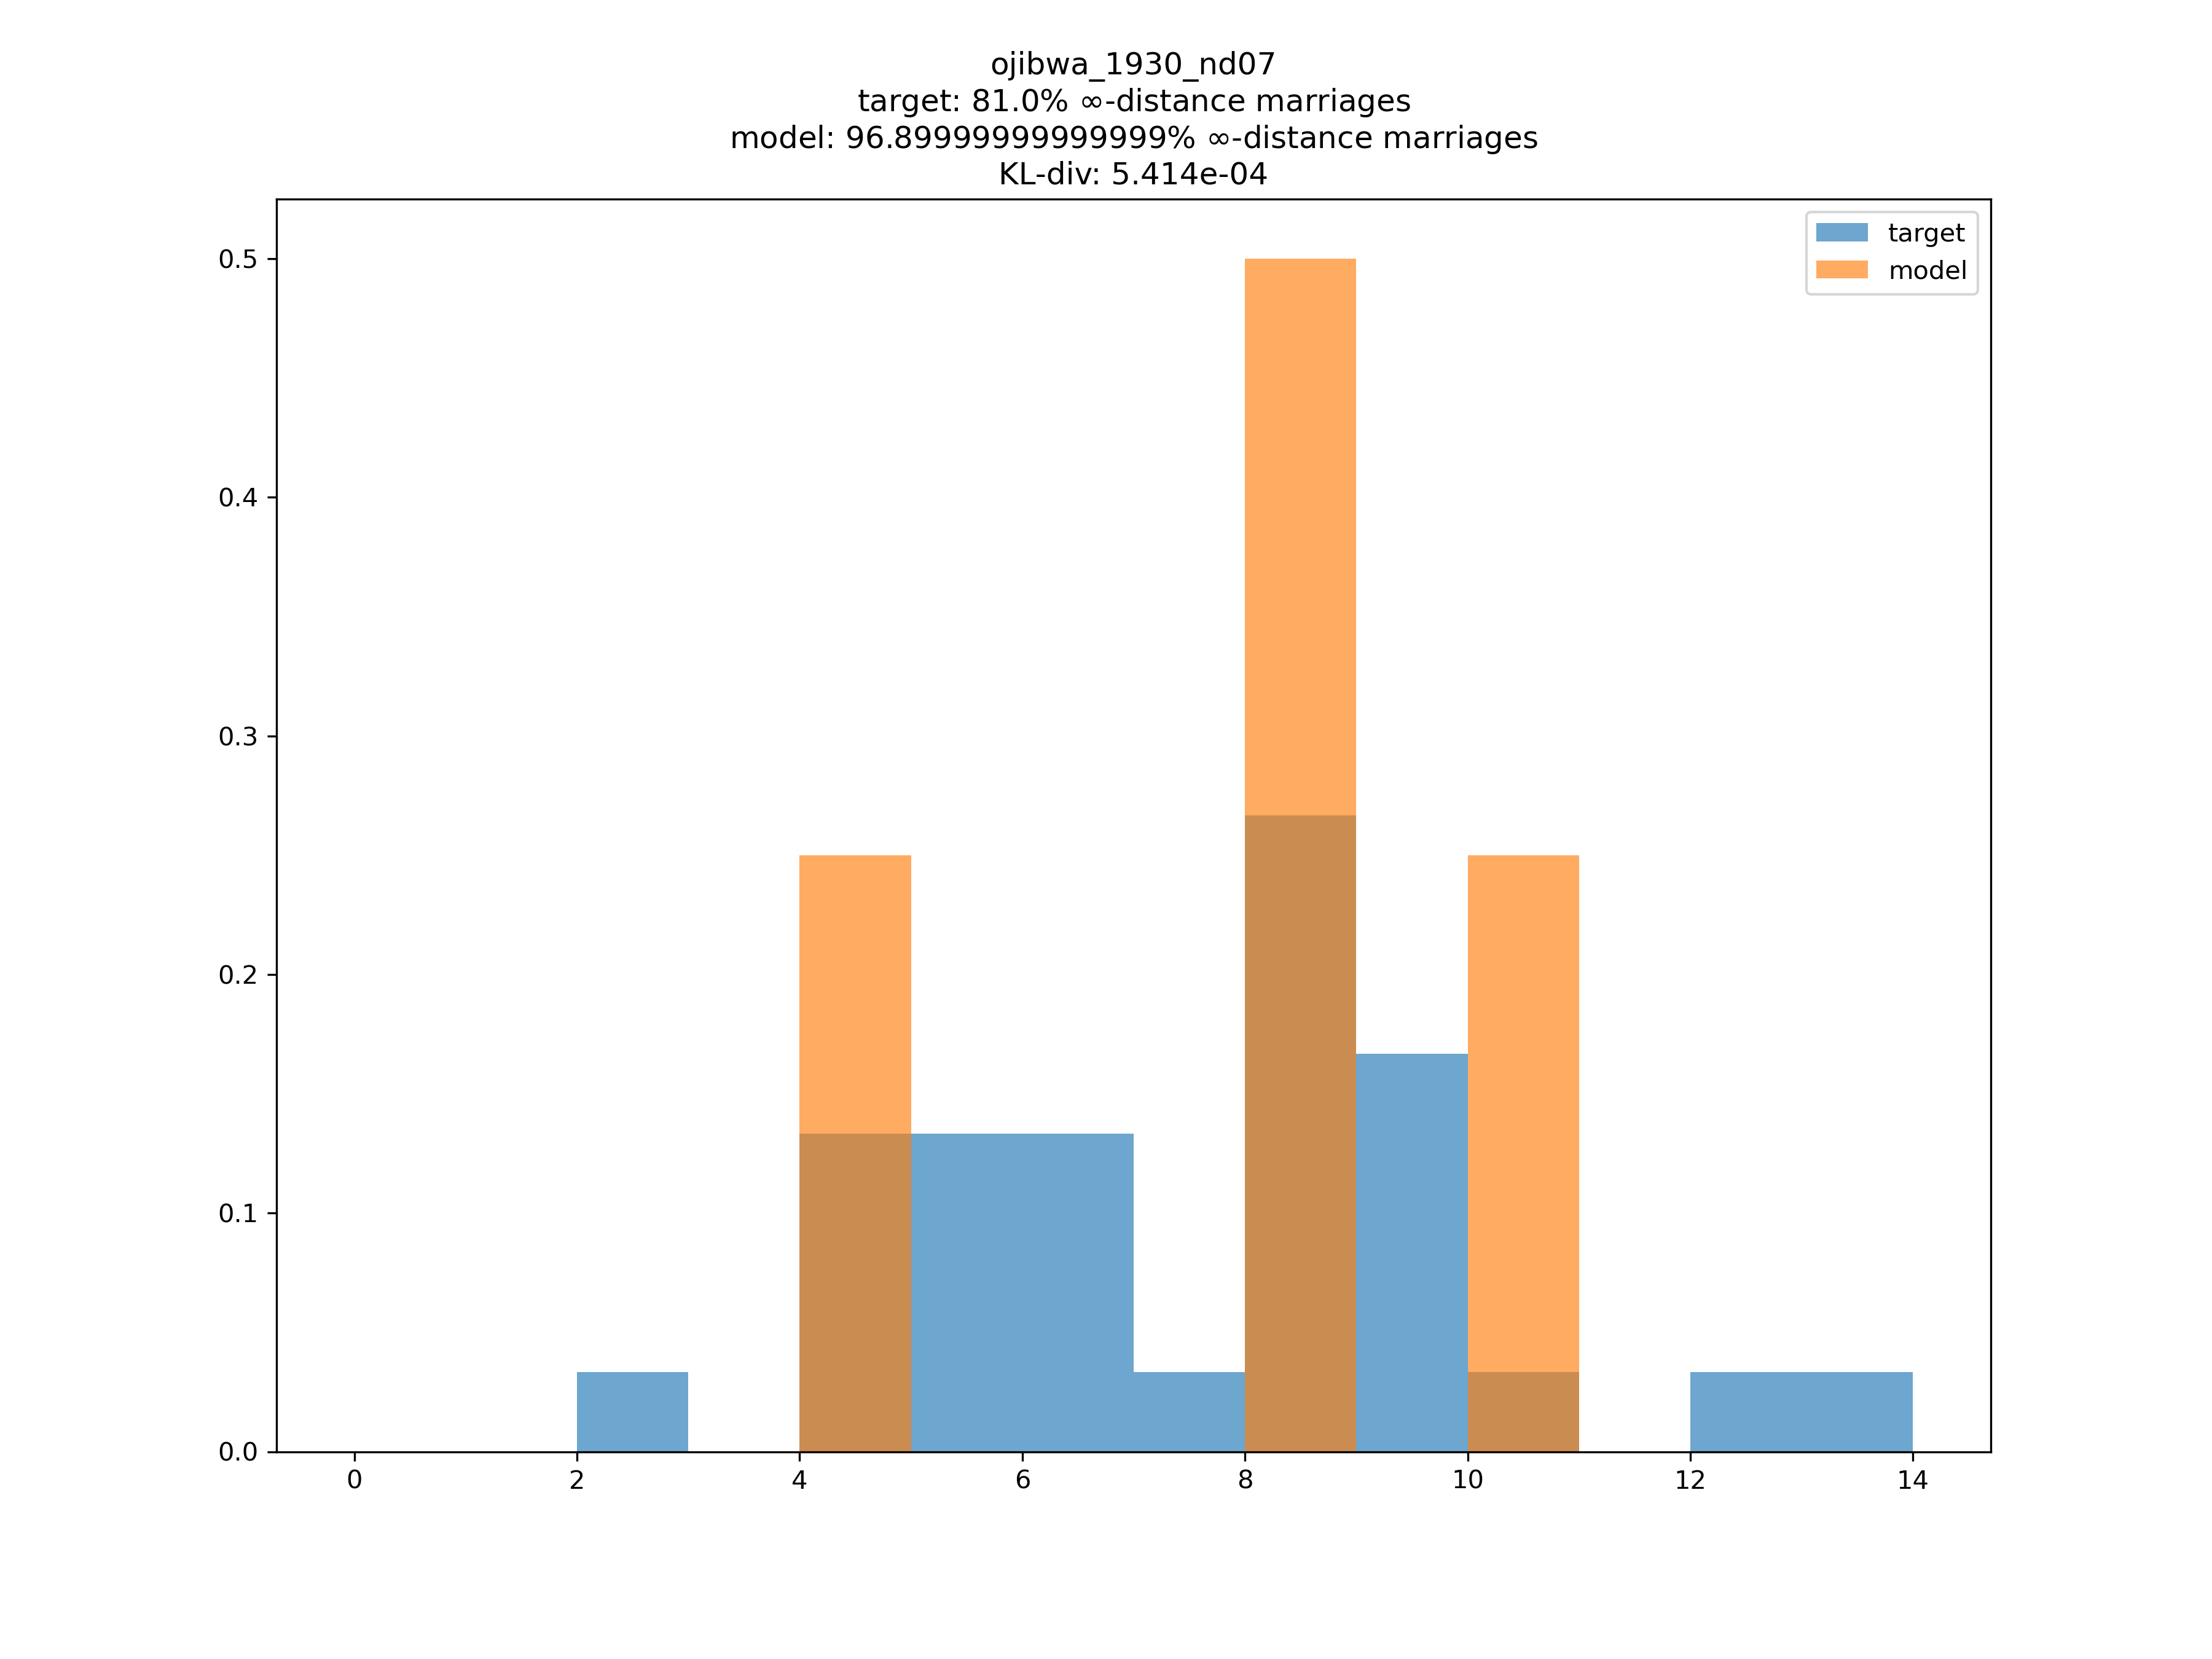 ojibwa_1930_nd07
target: 81.0% ∞-distance marriages
model: 96.89999999999999% ∞-distance marriages
KL-div: 5.414e-04
target
model
0.5
0.4
0.3
0.2
0.1
0.0
0 2 4 6 8 10 12 14